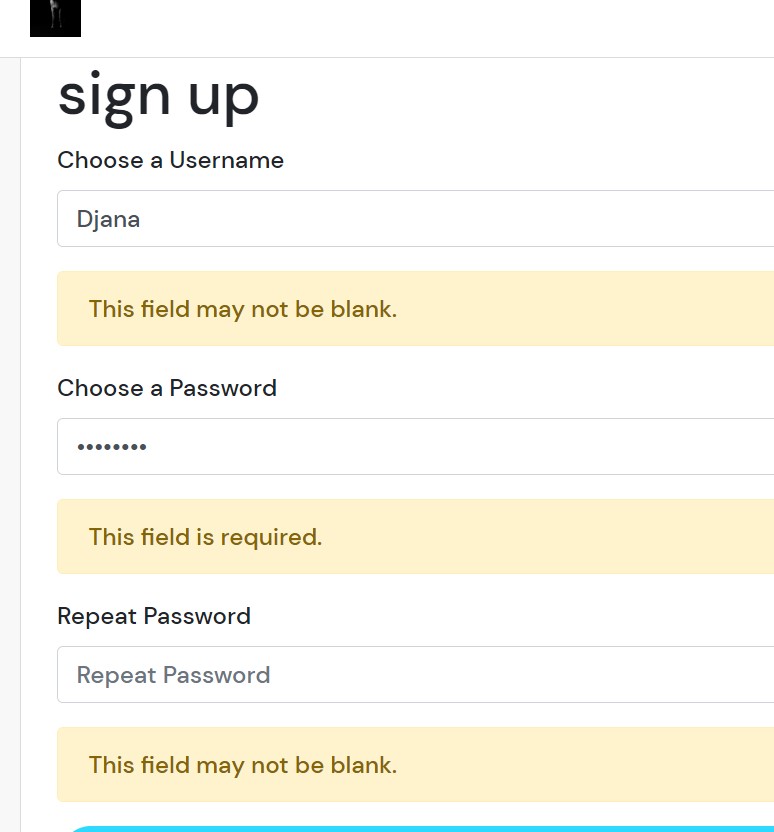 sign up
Choose a Username
Djana
This field may not be blank.
Choose a Password
••••••••
This field is required.
Repeat Password
Repeat Password
This field may not be blank.